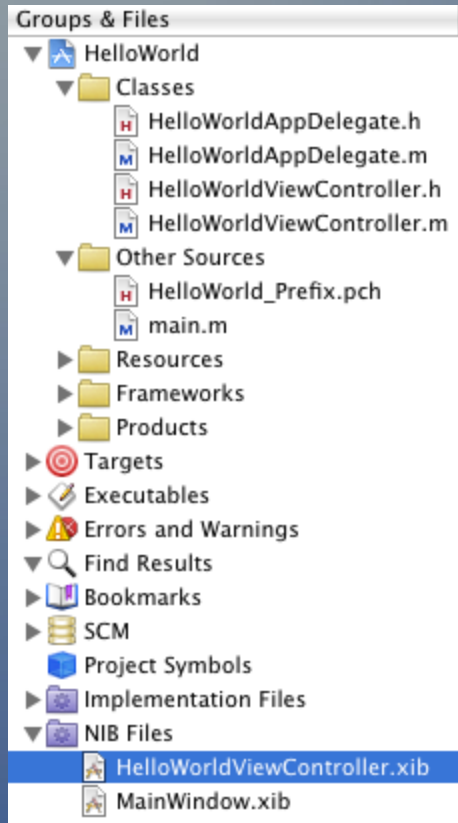 Groups & Files
HelloWorld
Classes
HelloWorldAppDelegate.h
HelloWorldAppDelegate.m
HelloWorldViewController.h
HelloWorldViewController.m
Other Sources
HelloWorld_Prefix.pch
main.m
Resources
Frameworks
Products
Targets
Executables
Errors and Warnings
Find Results
Bookmarks
SCM
Project Symbols
Implementation Files
NIB Files
HelloWorldViewController.xib
MainWindow.xib